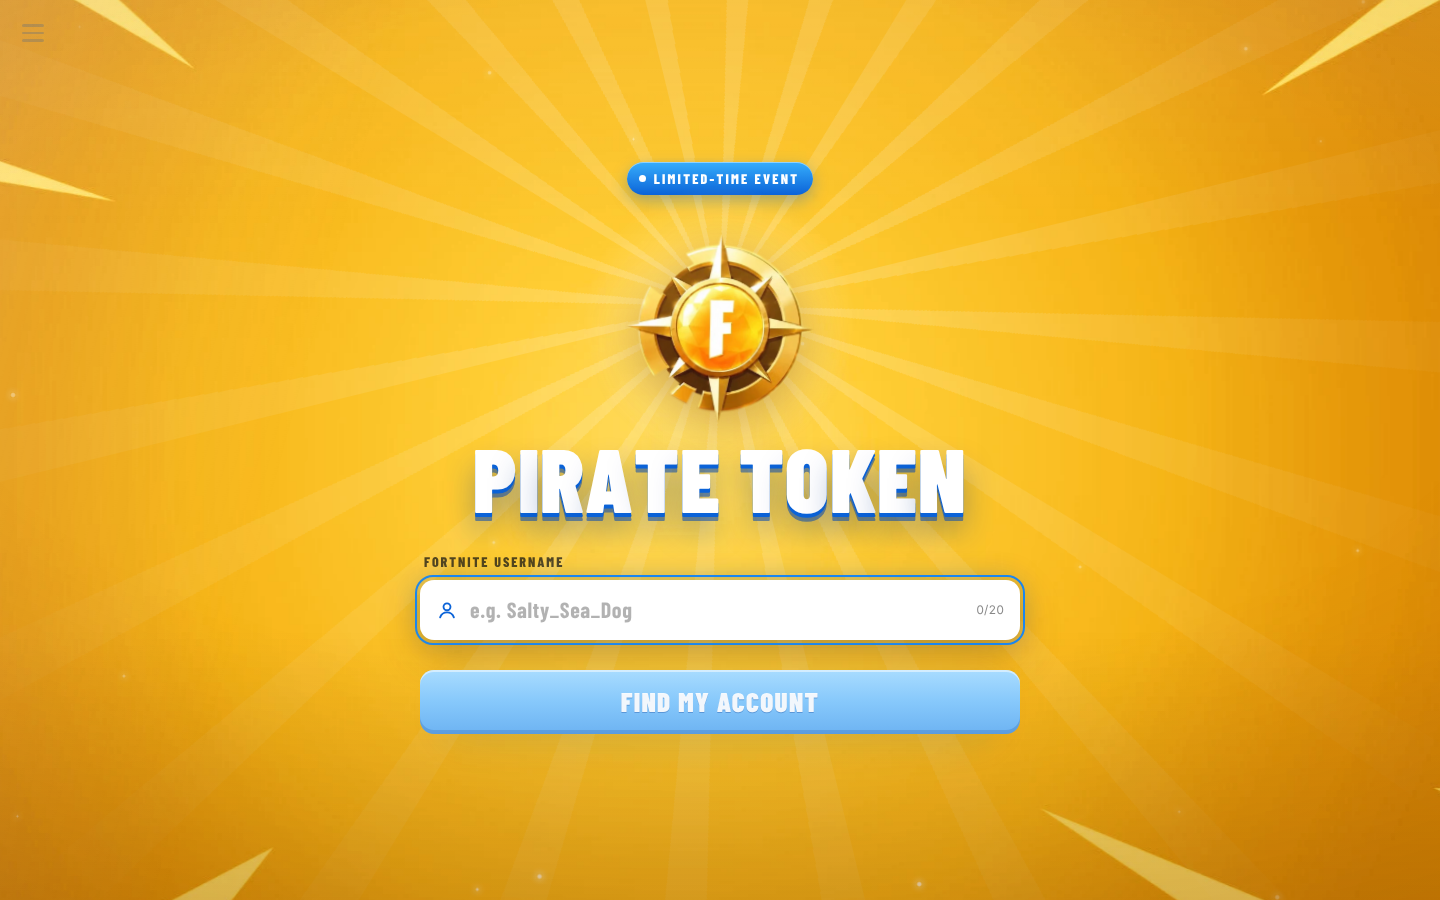 LIMITED-TIME EVENT
F
PIRATE TOKEN
FORTNITE USERNAME
e.g. Salty_Sea_Dog
0/20
FIND MY ACCOUNT